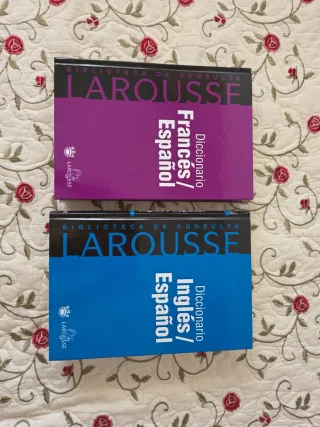 BIBLIOTECA DE CONSULTA
LAROUSSE
Diccionario
Francés/
Español
LAROUSSE
BIBLIOTECA DE CONSULTA
LAROUSSE
Diccionario
Inglés/
Español
LAROUSSE